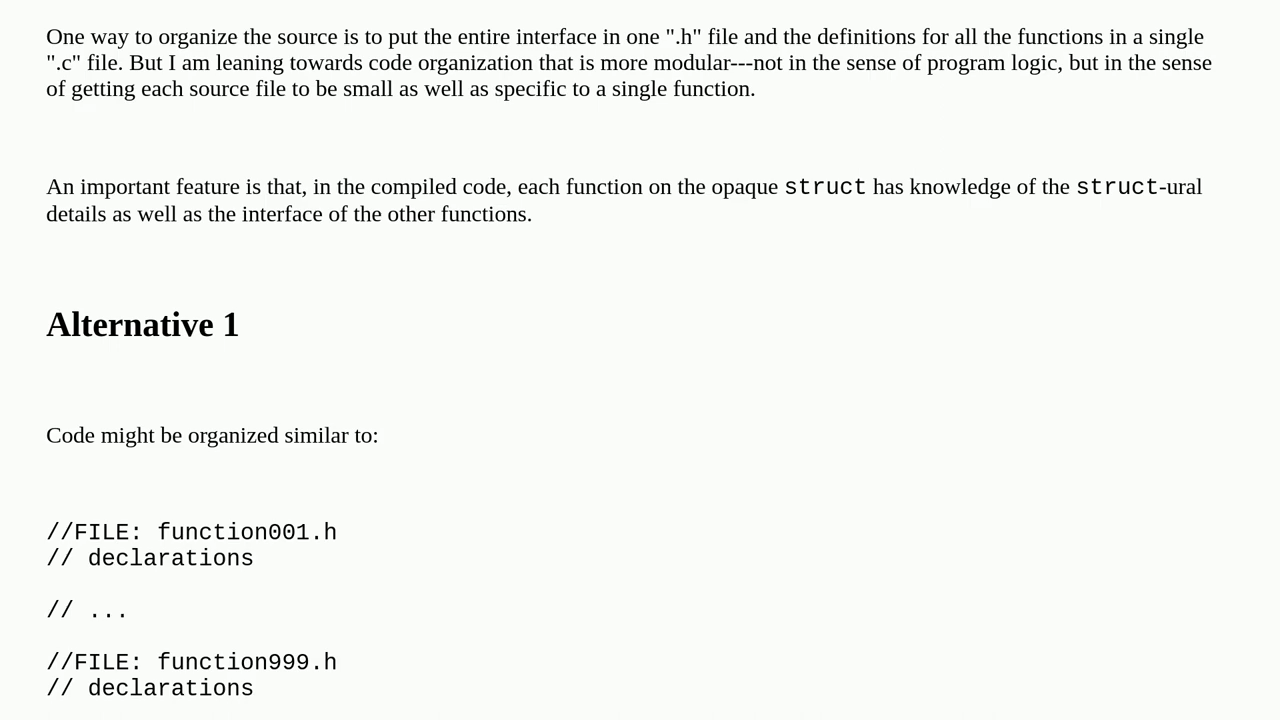 One way to organize the source is to put the entire interface in one ".h" file and the definitions for all the functions in a single
".c" file. But I am leaning towards code organization that is more modular---not in the sense of program logic, but in the sense
of getting each source file to be small as well as specific to a single function.
An important feature is that, in the compiled code, each function on the opaque struct has knowledge of the struct-ural
details as well as the interface of the other functions.
Alternative 1
Code might be organized similar to:
//FILE: function001.h
// declarations
// ...
//FILE: function999.h
// declarations